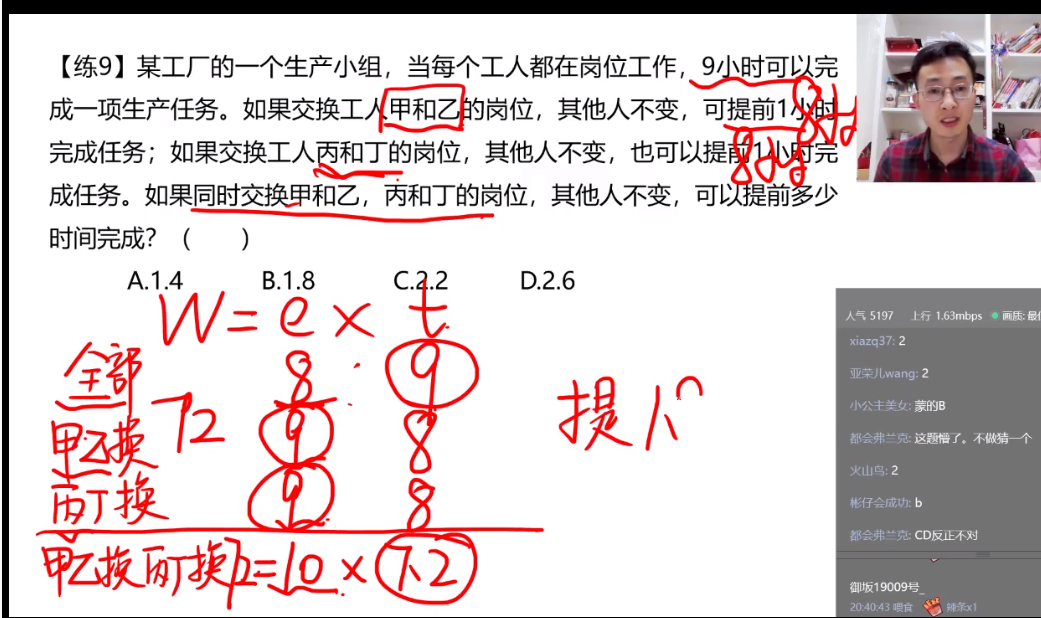 【练9】某工厂的一个生产小组，当每个工人都在岗位工作，9小时可以完
成一项生产任务。如果交换工人甲和乙的岗位，其他人不变，可提前1小时
完成任务；如果交换工人丙和丁的岗位，其他人不变，也可以提前1小时完
成任务。如果同时交换甲和乙，丙和丁的岗位，其他人不变，可以提前多少
时间完成？（　　）
A.1.4 B.1.8 C.2.2 D.2.6
W=e×t
全部 8 9
甲乙换 72 9 8
丙丁换 9 8
甲乙换丙丁换 72=10×7.2
提
8
8
人气 5197 上行 1.63mbps 画质: 最
xiazq37: 2
亚荣儿wang: 2
小公主美女: 蒙的B
都会弗兰克: 这题懵了。不做猜一个
火山鸟: 2
彬仔会成功: b
都会弗兰克: CD反正不对
御坂19009号_
20:40:43 喂食 辣条x1